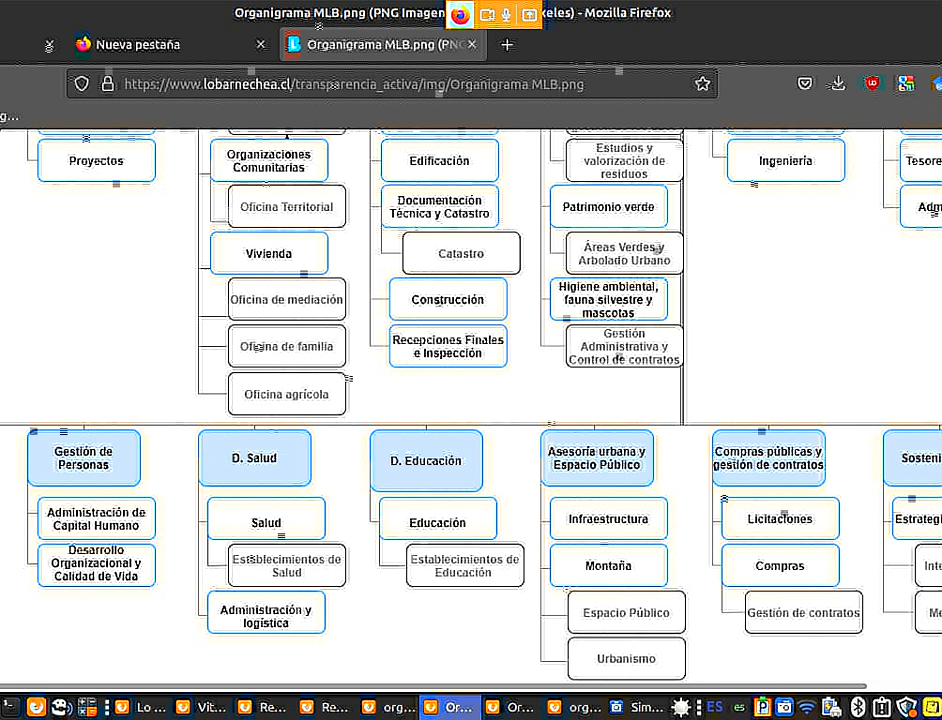 Organigrama MLB.png (PNG Imagen
xeles) - Mozilla Firefox
Nueva pestaña
Organigrama MLB.png (PNG
https://www.lobarnechea.cl/transparencia_activa/img/Organigrama MLB.png
g...
Proyectos
Organizaciones
Comunitarias
Oficina Territorial
Vivienda
Oficina de mediación
Oficina de familia
Oficina agrícola
Edificación
Documentación
Técnica y Catastro
Catastro
Construcción
Recepciones Finales
e Inspección
Estudios y
valorización de
residuos
Patrimonio verde
Áreas Verdes y
Arbolado Urbano
Higiene ambiental,
fauna silvestre y
mascotas
Gestión
Administrativa y
Control de contratos
Ingeniería
Tesore
Adm
Gestión de
Personas
Administración de
Capital Humano
Desarrollo
Organizacional y
Calidad de Vida
D. Salud
Salud
Establecimientos de
Salud
Administración y
logística
D. Educación
Educación
Establecimientos de
Educación
Asesoría urbana y
Espacio Público
Infraestructura
Montaña
Espacio Público
Urbanismo
Compras públicas y
gestión de contratos
Licitaciones
Compras
Gestión de contratos
Sosteni
Estrategi
Inte
Me
Lo ...
Vit...
Re...
Re...
org...
Or...
Or...
org...
Sim...
ES
es